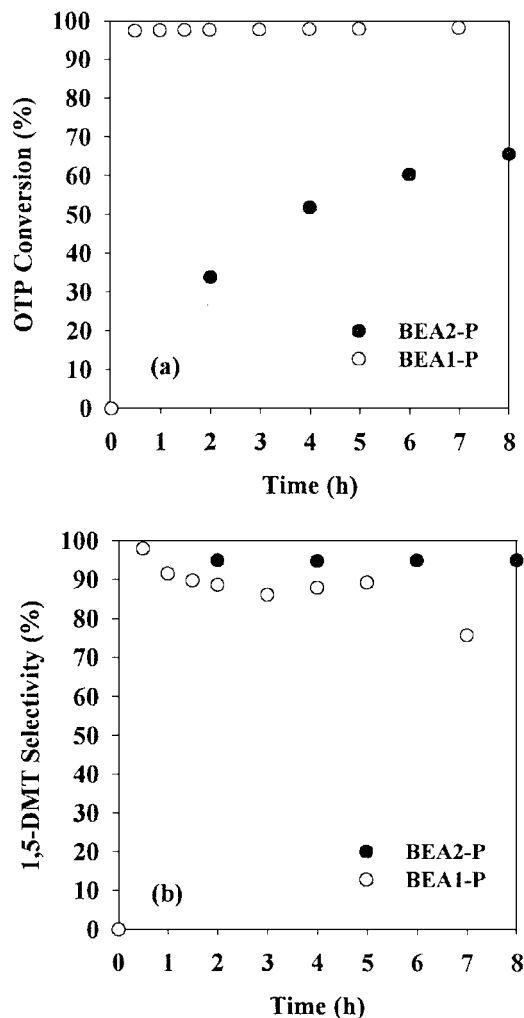 100
90
80
70
60
50
40
30
20
10
0
OTP Conversion (%)
BEA2-P
BEA1-P
(a)
0 1 2 3 4 5 6 7 8
Time (h)
100
90
80
70
60
50
40
30
20
10
0
1,5-DMT Selectivity (%)
BEA2-P
BEA1-P
(b)
0 1 2 3 4 5 6 7 8
Time (h)